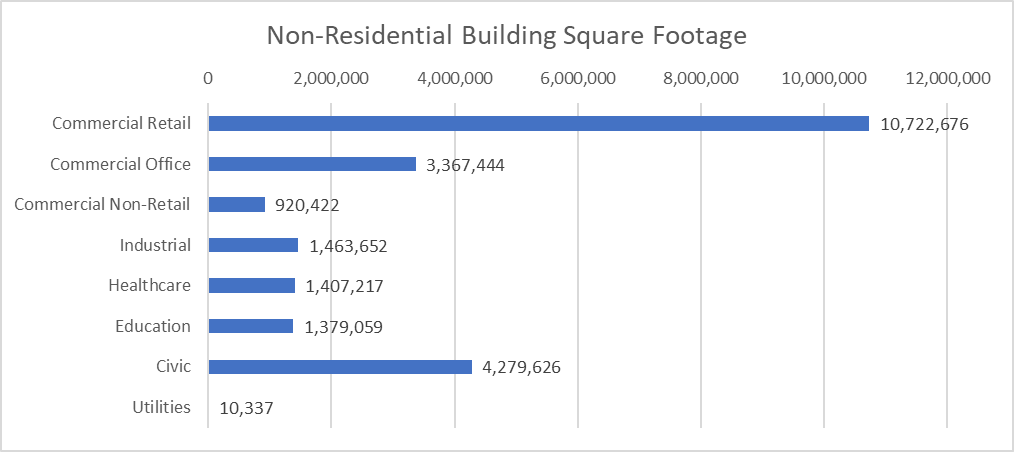 Non-Residential Building Square Footage
0 2,000,000 4,000,000 6,000,000 8,000,000 10,000,000 12,000,000
Commercial Retail 10,722,676
Commercial Office 3,367,444
Commercial Non-Retail 920,422
Industrial 1,463,652
Healthcare 1,407,217
Education 1,379,059
Civic 4,279,626
Utilities 10,337